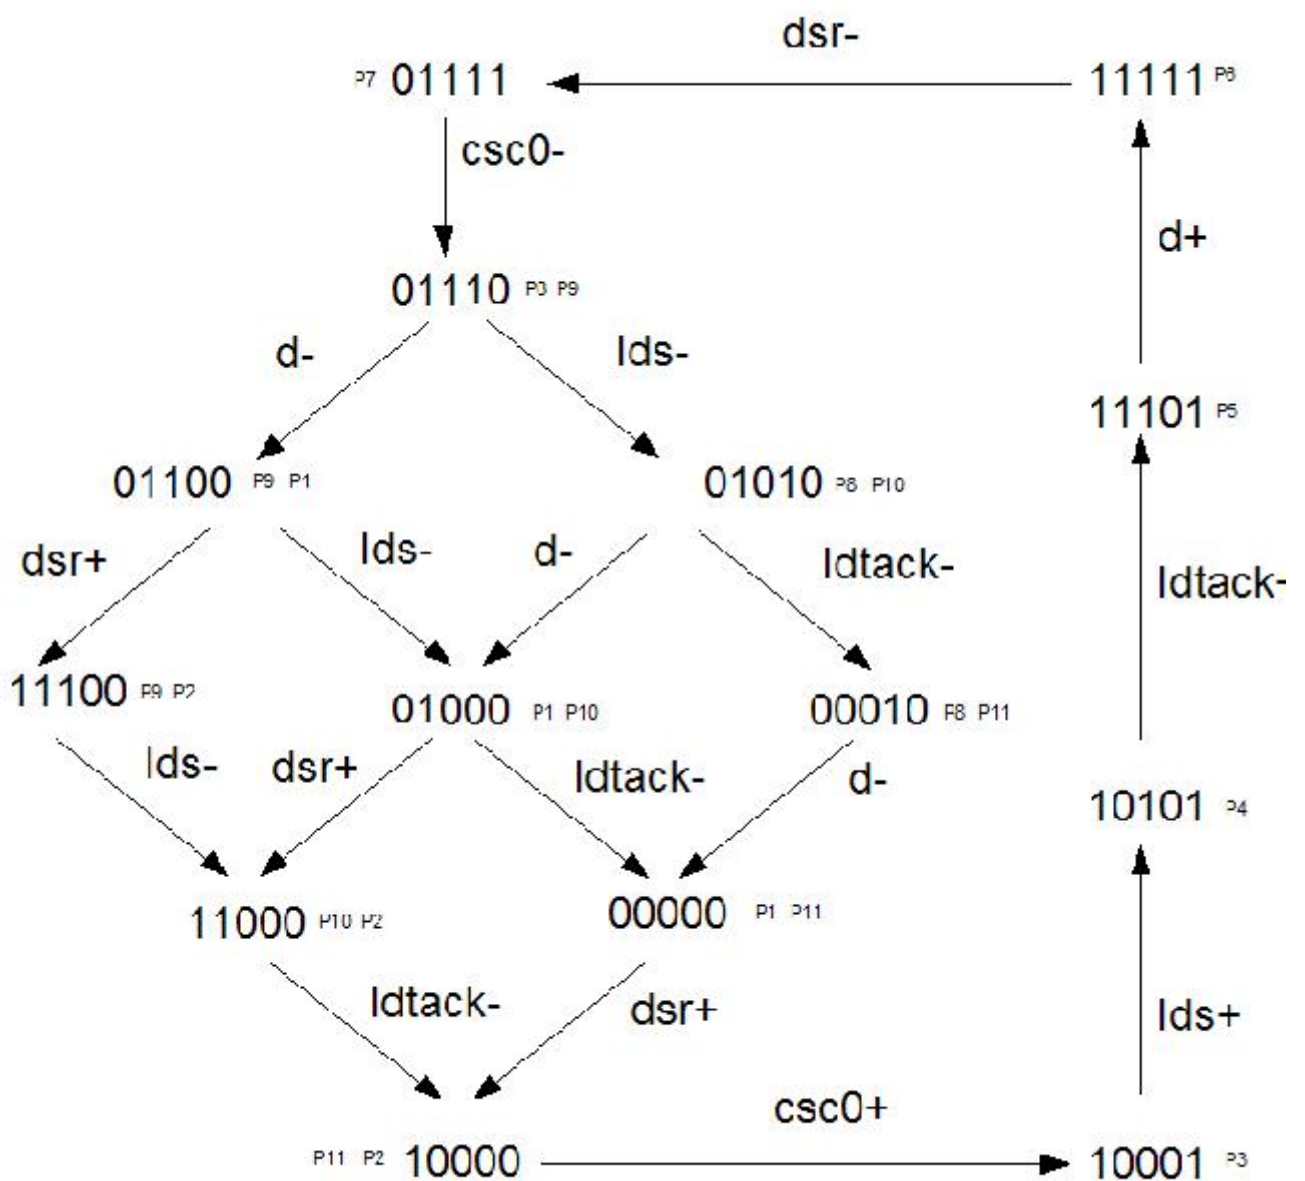 dsr-
P7 01111
11111 P6
csc0-
d+
01110 P3 P9
d-
lds-
11101 P5
01100 P9 P1
01010 P8 P10
dsr+
lds-
d-
ldtack-
ldtack-
11100 P9 P2
01000 P1 P10
00010 P8 P11
lds-
dsr+
ldtack-
d-
10101 P4
11000 P10 P2
00000 P1 P11
ldtack-
dsr+
lds+
csc0+
P11 P2 10000
10001 P3